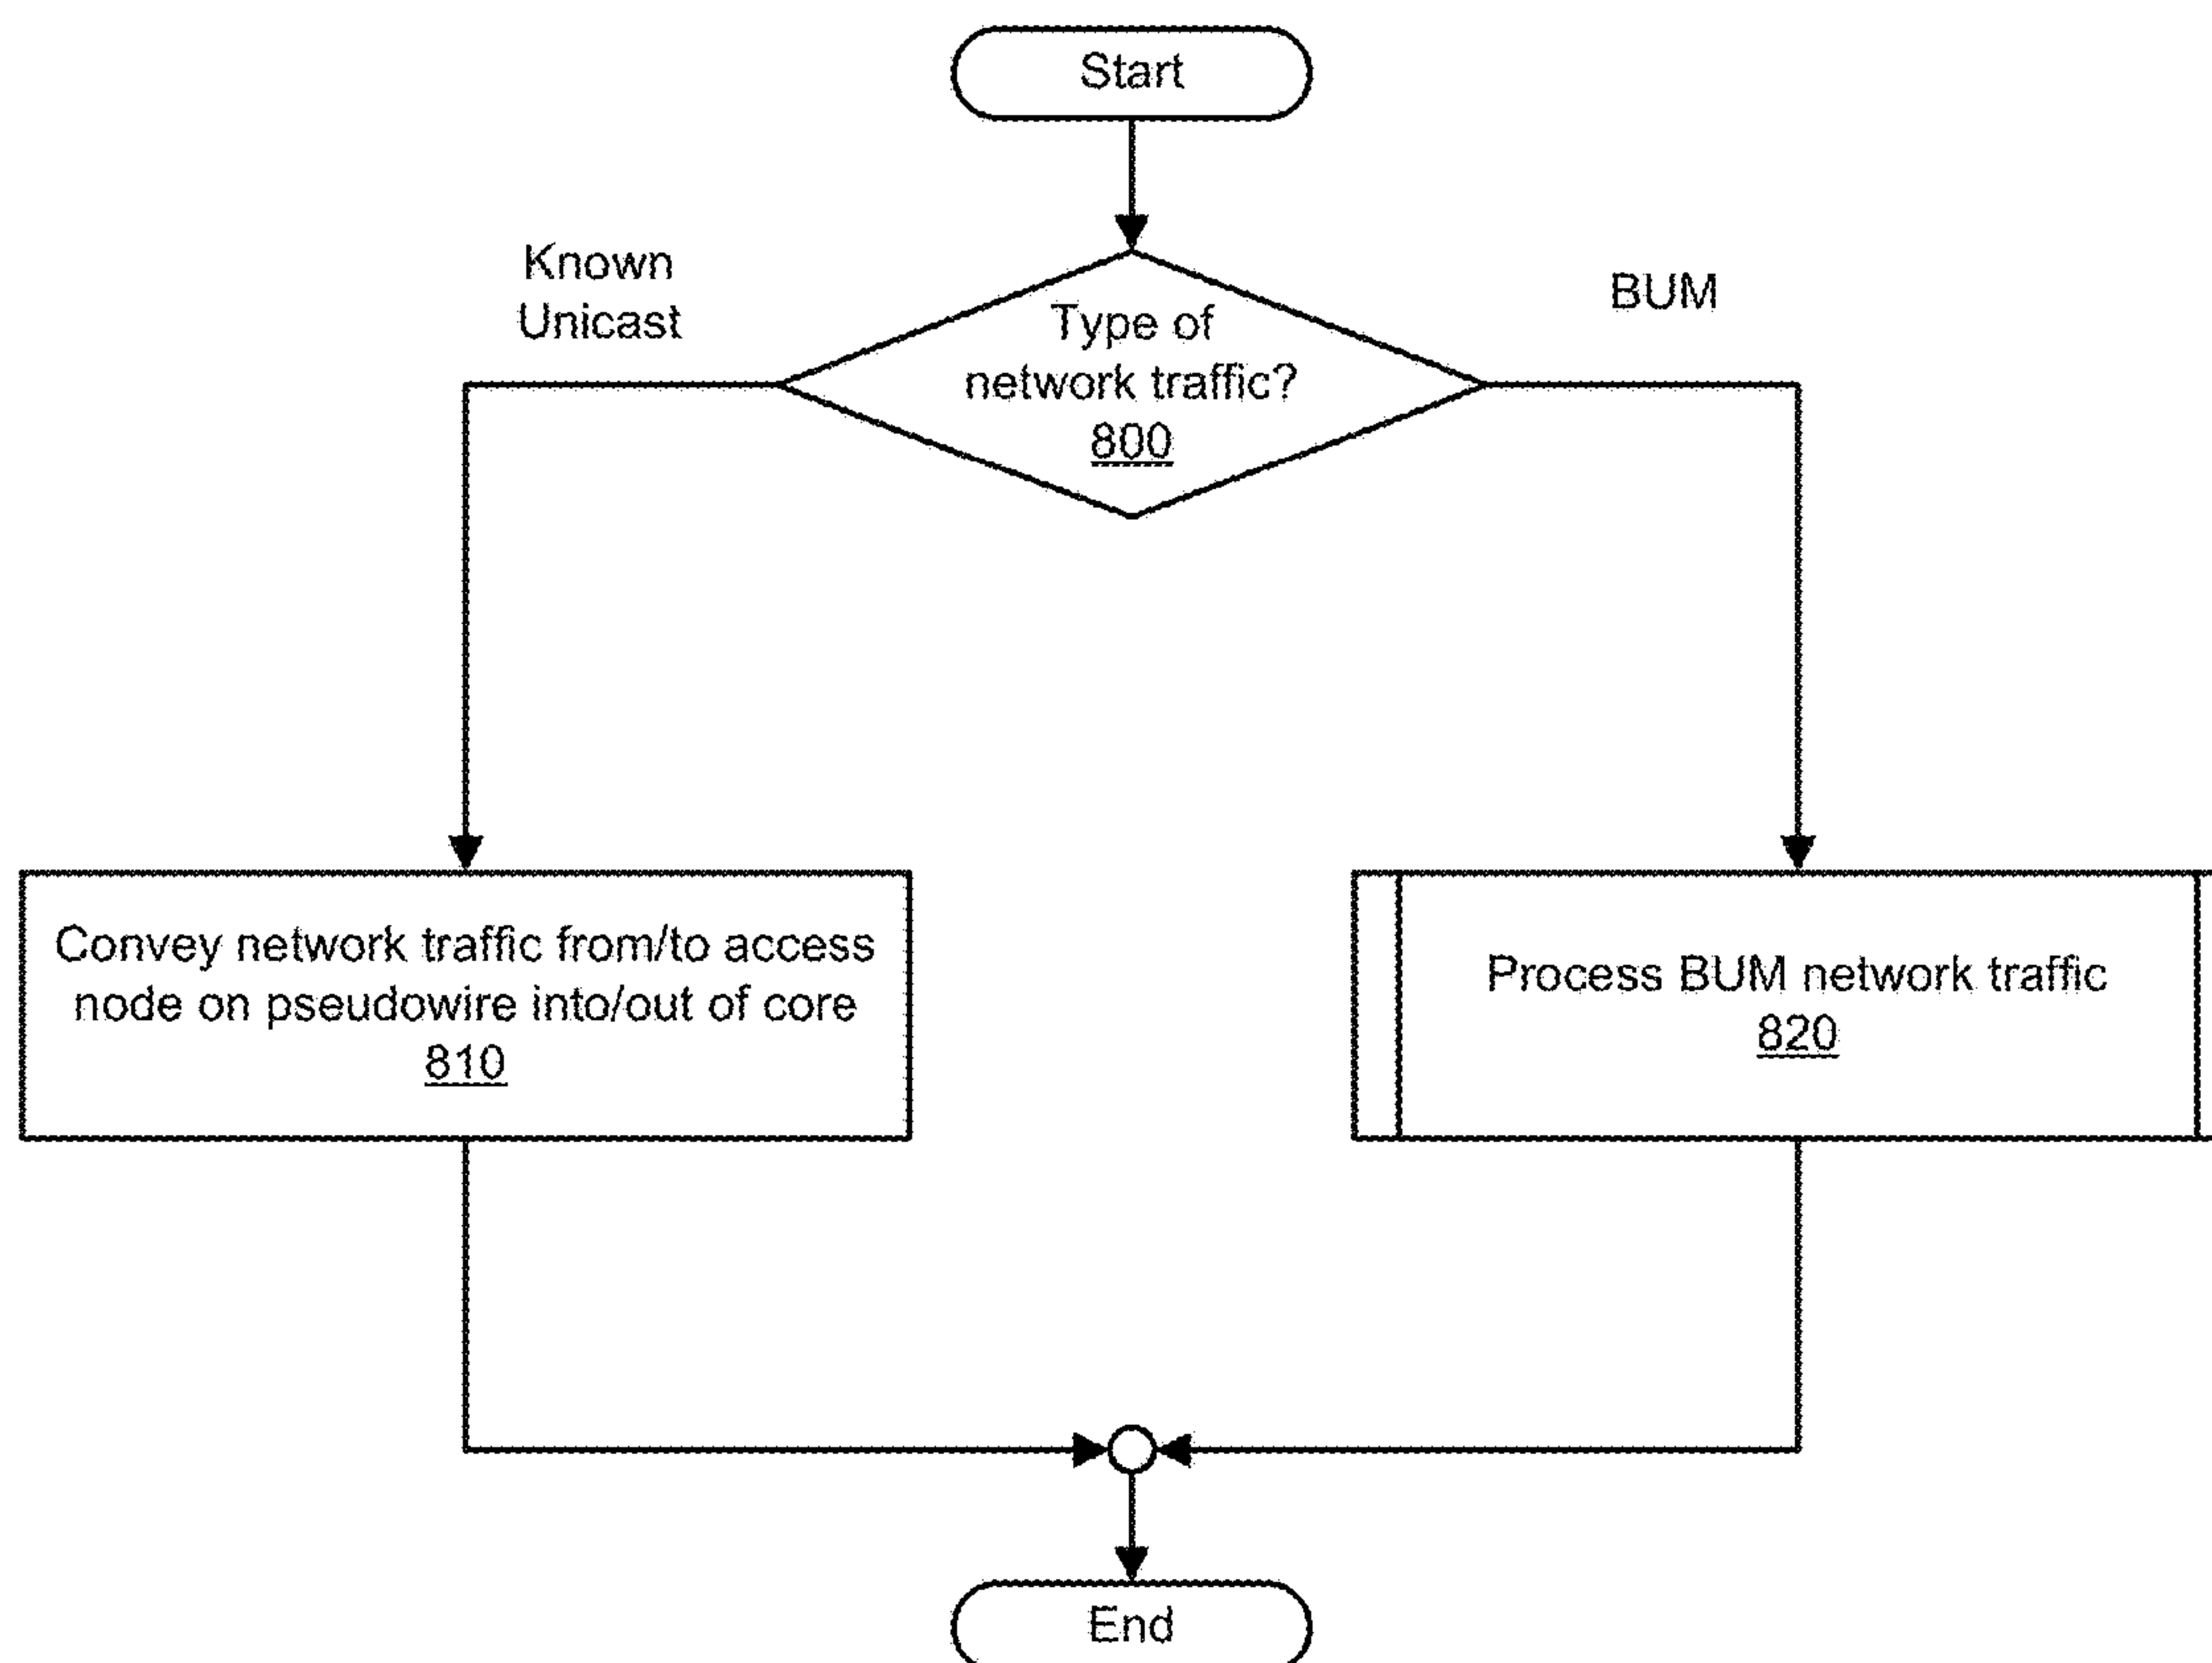 Start
Known
Unicast
BUM
Type of
network traffic?
800
Convey network traffic from/to access
node on pseudowire into/out of core
810
Process BUM network traffic
820
End